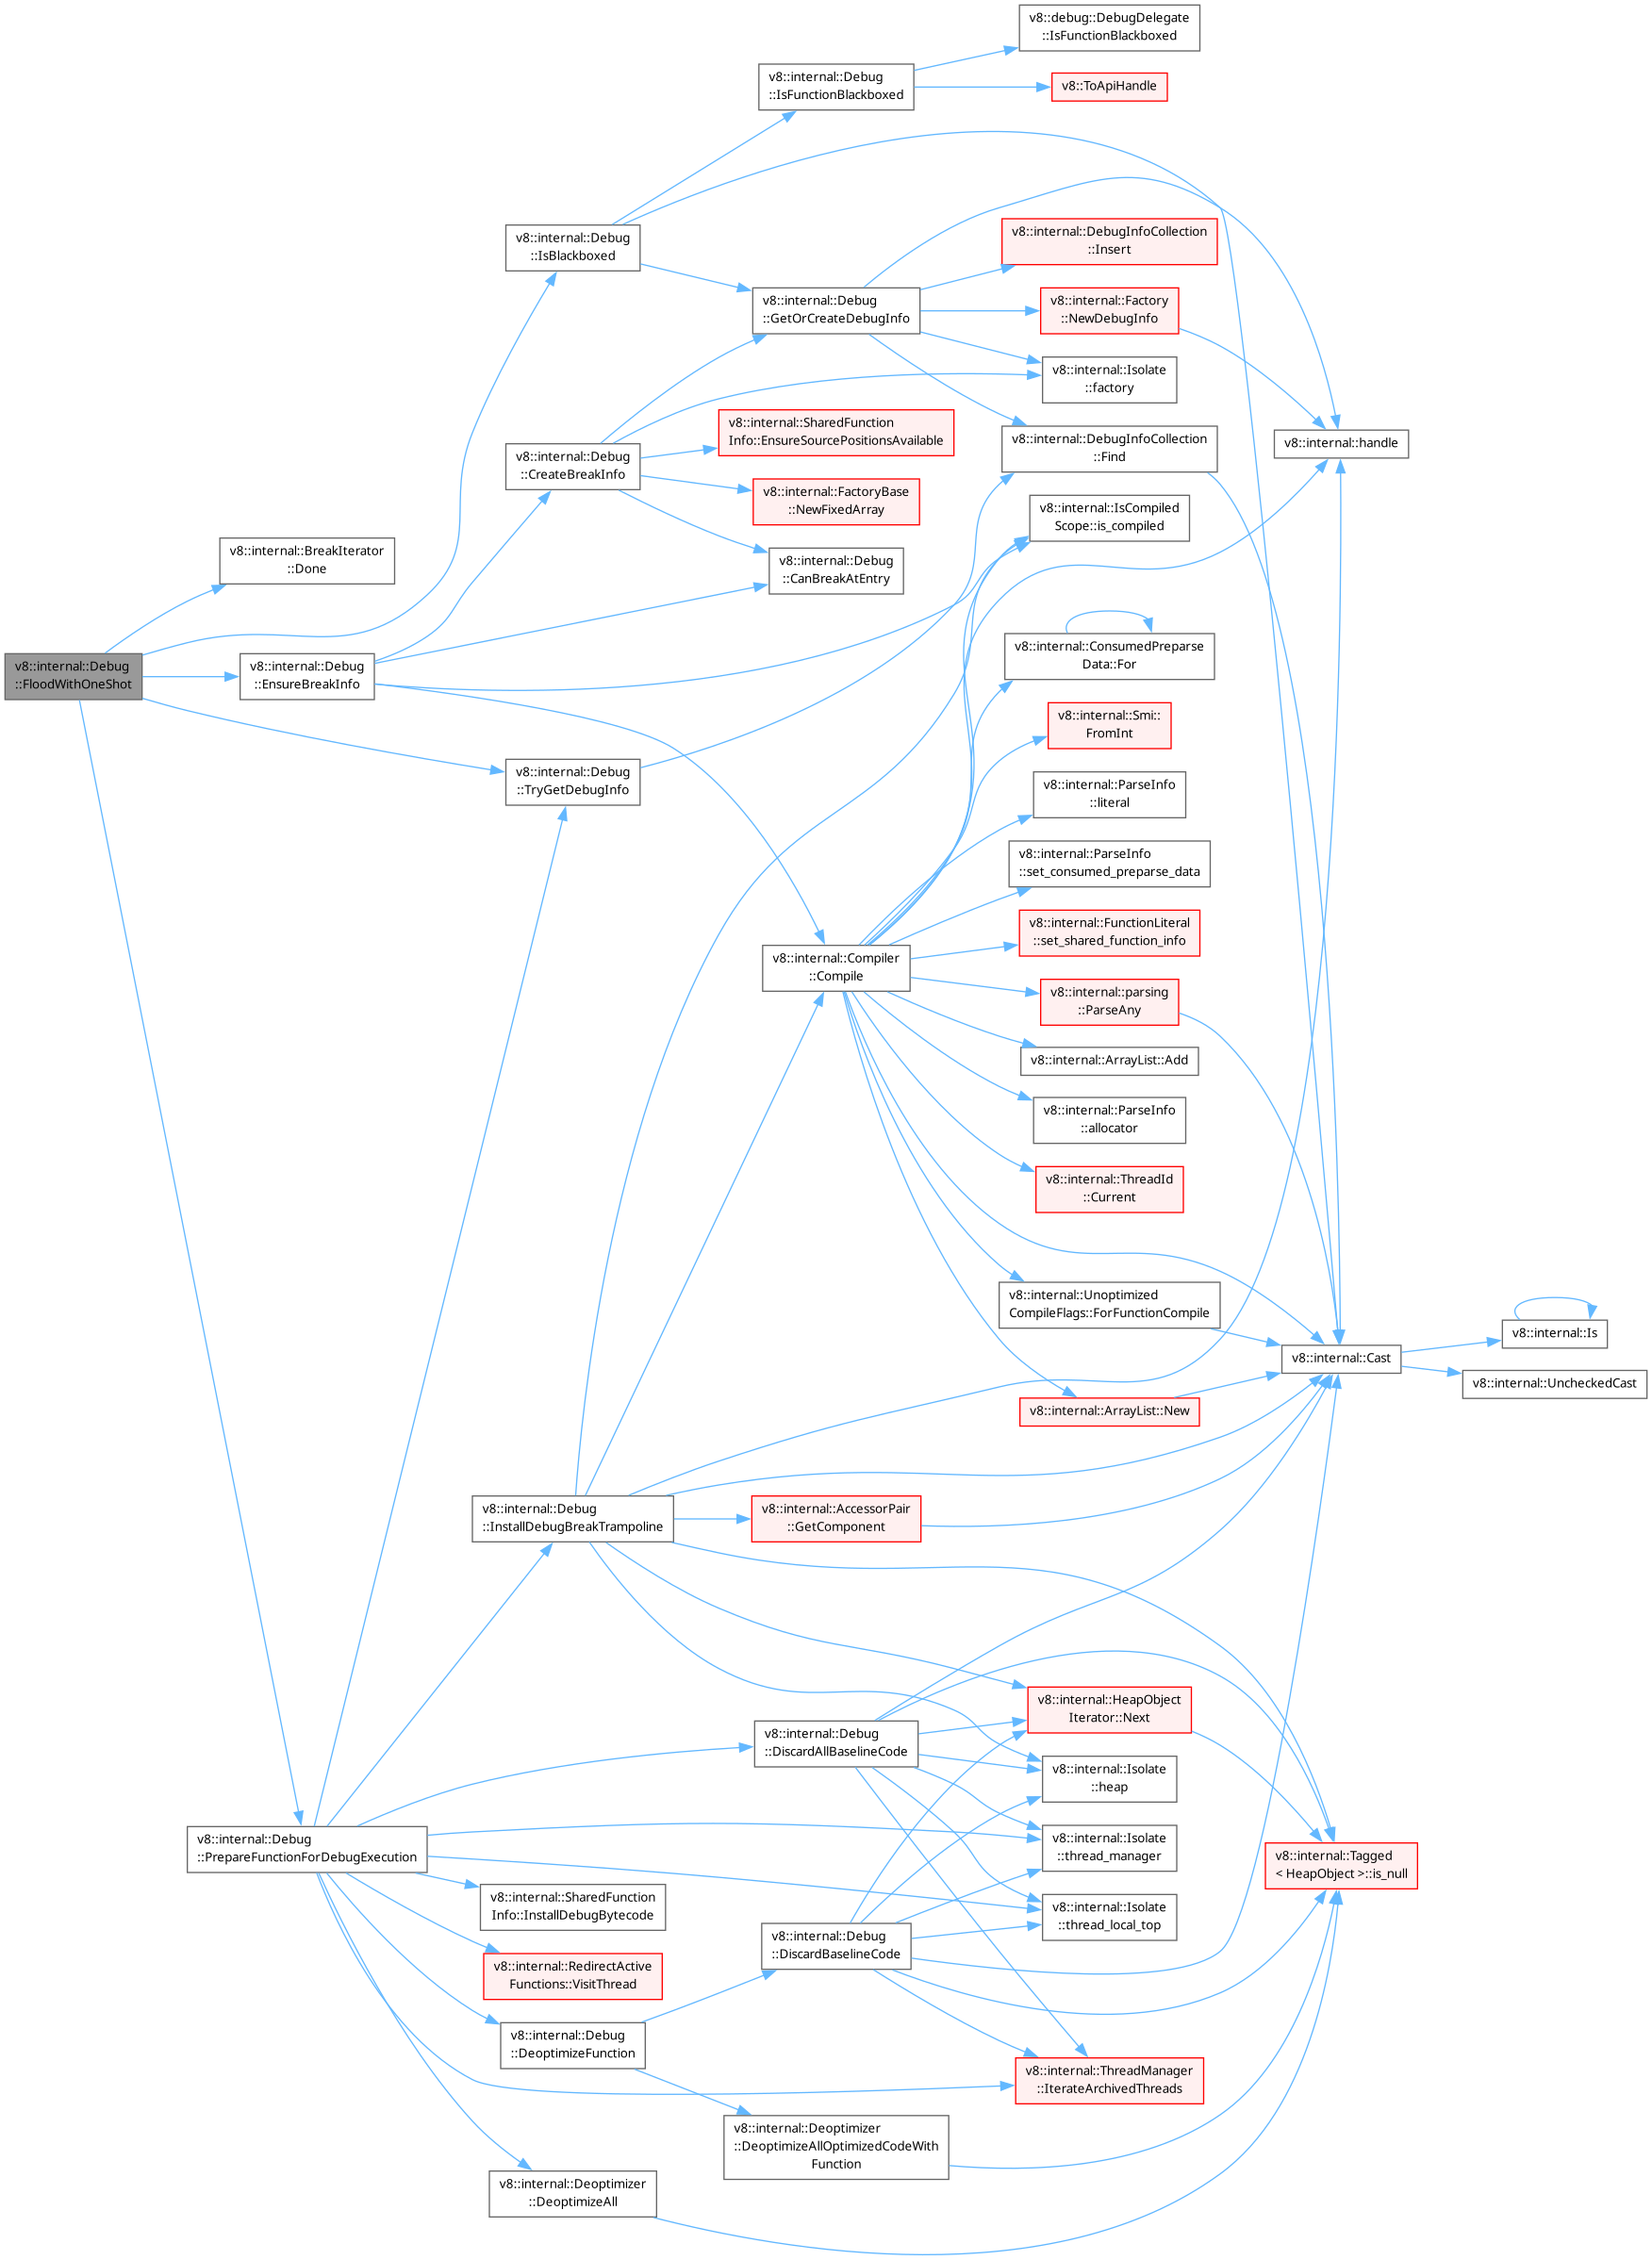 v8::debug::DebugDelegate
::IsFunctionBlackboxed
v8::internal::Debug
::IsFunctionBlackboxed
v8::ToApiHandle
v8::internal::Debug
::IsBlackboxed
v8::internal::DebugInfoCollection
::Insert
v8::internal::Debug
::GetOrCreateDebugInfo
v8::internal::Factory
::NewDebugInfo
v8::internal::Isolate
::factory
v8::internal::SharedFunction
Info::EnsureSourcePositionsAvailable
v8::internal::DebugInfoCollection
::Find
v8::internal::handle
v8::internal::Debug
::CreateBreakInfo
v8::internal::FactoryBase
::NewFixedArray
v8::internal::IsCompiled
Scope::is_compiled
v8::internal::BreakIterator
::Done
v8::internal::Debug
::CanBreakAtEntry
v8::internal::ConsumedPreparse
Data::For
v8::internal::Debug
::FloodWithOneShot
v8::internal::Debug
::EnsureBreakInfo
v8::internal::Smi::
FromInt
v8::internal::Debug
::TryGetDebugInfo
v8::internal::ParseInfo
::literal
v8::internal::ParseInfo
::set_consumed_preparse_data
v8::internal::FunctionLiteral
::set_shared_function_info
v8::internal::Compiler
::Compile
v8::internal::parsing
::ParseAny
v8::internal::ArrayList::Add
v8::internal::ParseInfo
::allocator
v8::internal::ThreadId
::Current
v8::internal::Unoptimized
CompileFlags::ForFunctionCompile
v8::internal::Is
v8::internal::Cast
v8::internal::UncheckedCast
v8::internal::ArrayList::New
v8::internal::Debug
::InstallDebugBreakTrampoline
v8::internal::AccessorPair
::GetComponent
v8::internal::HeapObject
Iterator::Next
v8::internal::Debug
::DiscardAllBaselineCode
v8::internal::Isolate
::heap
v8::internal::Debug
::PrepareFunctionForDebugExecution
v8::internal::Isolate
::thread_manager
v8::internal::Tagged
< HeapObject >::is_null
v8::internal::SharedFunction
Info::InstallDebugBytecode
v8::internal::Isolate
::thread_local_top
v8::internal::Debug
::DiscardBaselineCode
v8::internal::RedirectActive
Functions::VisitThread
v8::internal::Debug
::DeoptimizeFunction
v8::internal::ThreadManager
::IterateArchivedThreads
v8::internal::Deoptimizer
::DeoptimizeAllOptimizedCodeWith
Function
v8::internal::Deoptimizer
::DeoptimizeAll